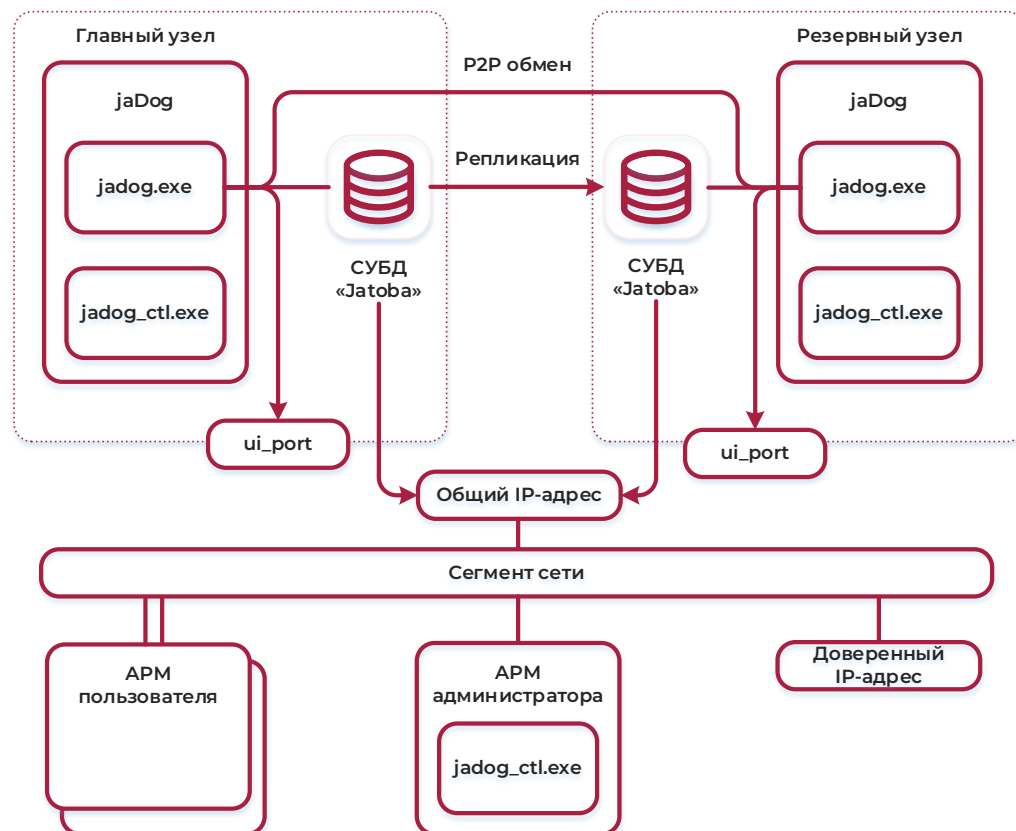 Главный узел
Резервный узел
P2P обмен
jaDog
jaDog
Репликация
jadog.exe
jadog.exe
СУБД
«Jatoba»
СУБД
«Jatoba»
jadog_ctl.exe
jadog_ctl.exe
ui_port
ui_port
Общий IP-адрес
Сегмент сети
АРМ
пользователя
АРМ
администратора
Доверенный
IP-адрес
jadog_ctl.exe